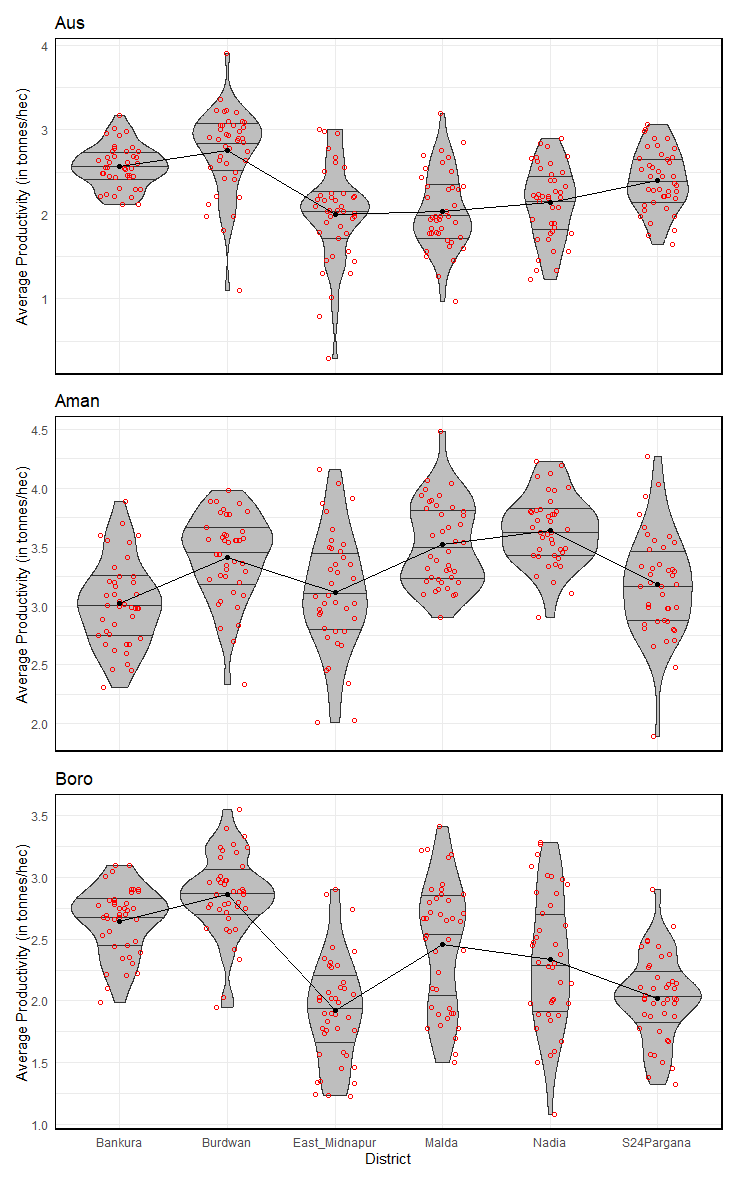 Aus
Average Productivity (in tonnes/hec)
4
3
2
1
Aman
Average Productivity (in tonnes/hec)
4.5
4.0
3.5
3.0
2.5
2.0
Boro
Average Productivity (in tonnes/hec)
3.5
3.0
2.5
2.0
1.5
1.0
Bankura Burdwan East_Midnapur Malda Nadia S24Pargana
District